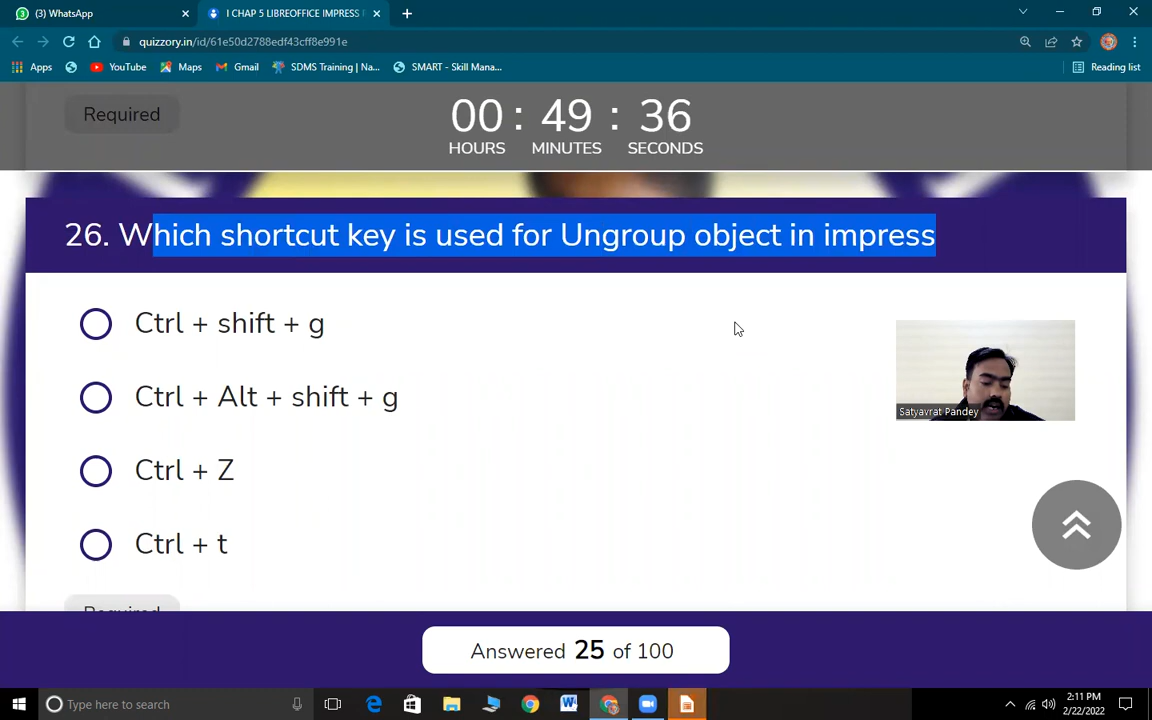 (3) WhatsApp
I CHAP 5 LIBREOFFICE IMPRESS
quizzory.in/id/61e50d2788edf43cff8e991e
Apps YouTube Maps Gmail SDMS Training | Na... SMART - Skill Mana... Reading list
Required
00 : 49 : 36
HOURS MINUTES SECONDS
26. Which shortcut key is used for Ungroup object in impress
Ctrl + shift + g
Ctrl + Alt + shift + g
Satyavrat Pandey
Ctrl + Z
Ctrl + t
Required
Answered 25 of 100
Type here to search
2:11 PM
2/22/2022